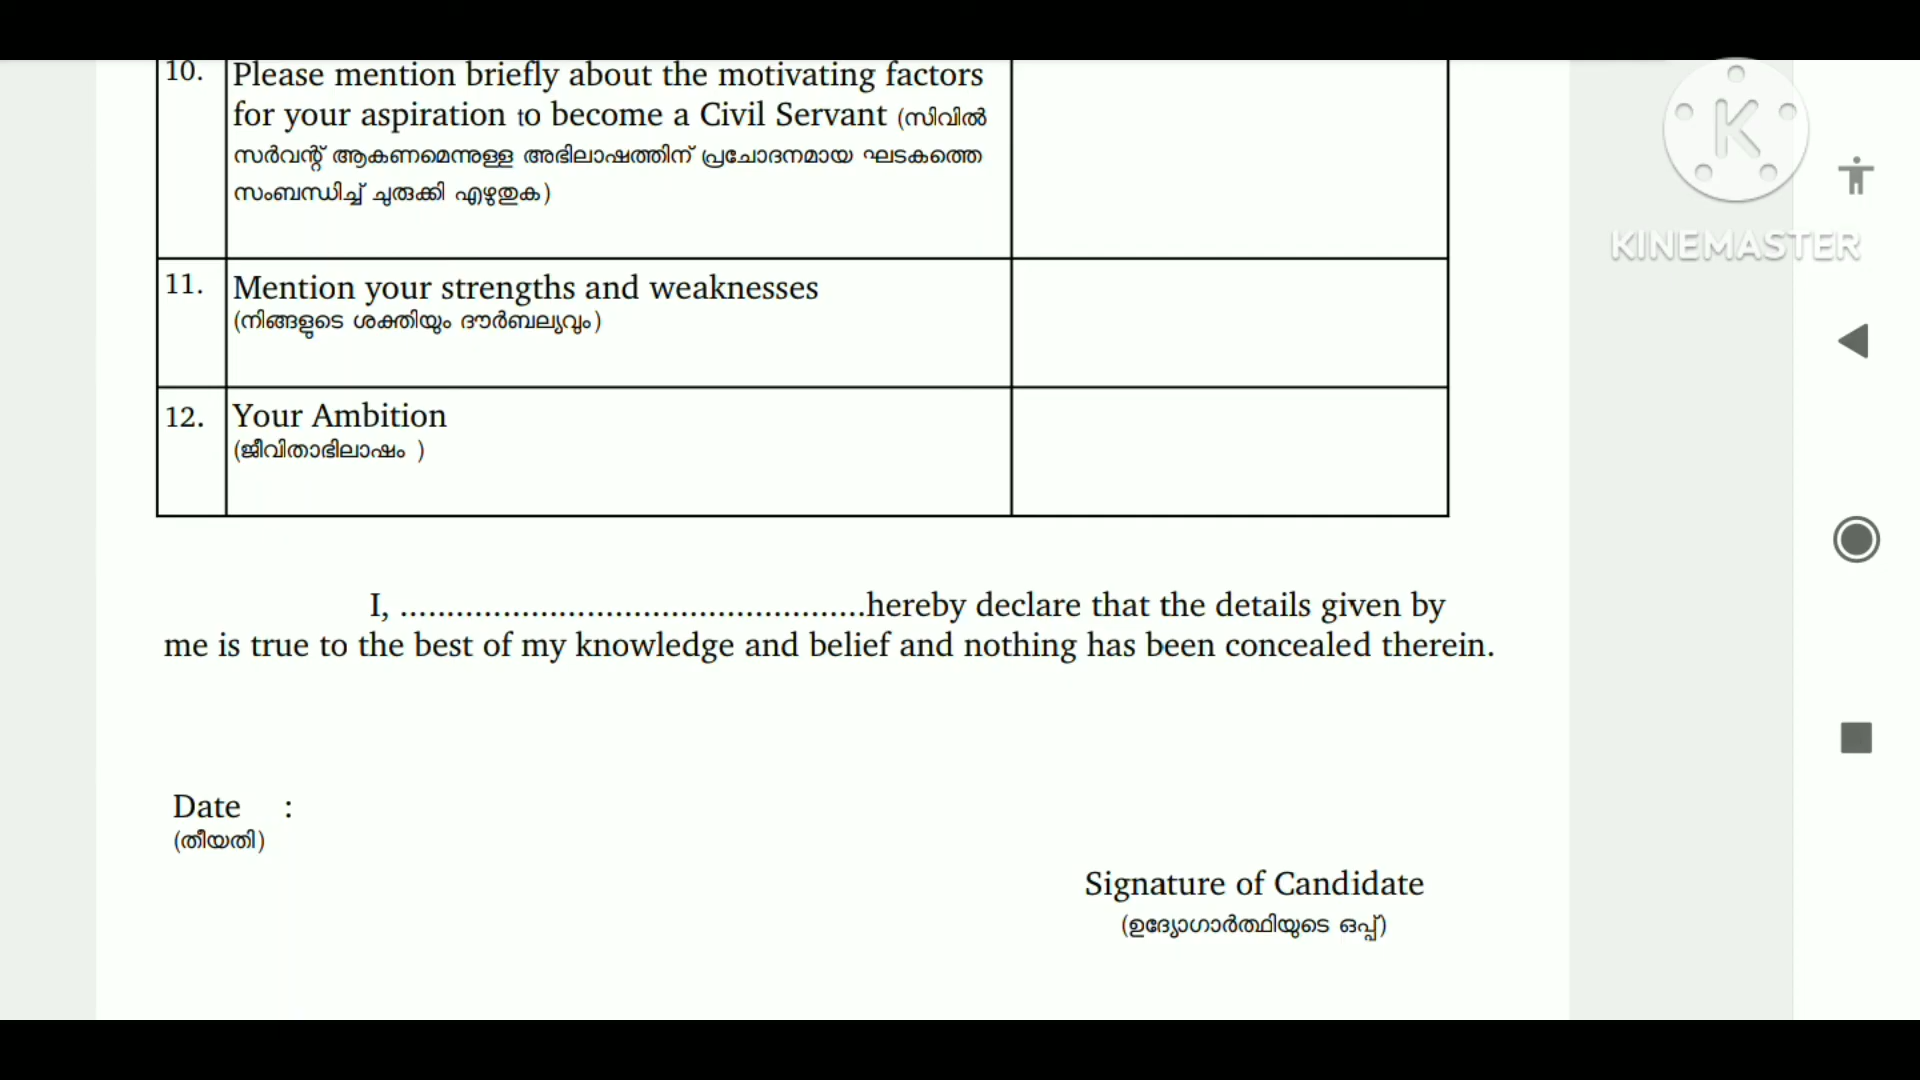 10. Please mention briefly about the motivating factors
for your aspiration to become a Civil Servant (സിവിൽ
സർവന്റ് ആകണമെന്നുള്ള അഭിലാഷത്തിന് പ്രചോദനമായ ഘടകത്തെ
സംബന്ധിച്ച് ചുരുക്കി എഴുതുക)
K
KINEMASTER
11. Mention your strengths and weaknesses
(നിങ്ങളുടെ ശക്തിയും ദൗർബല്യവും)
12. Your Ambition
(ജീവിതാഭിലാഷം )
I, ..................................................hereby declare that the details given by
me is true to the best of my knowledge and belief and nothing has been concealed therein.
Date :
(തീയതി)
Signature of Candidate
(ഉദ്യോഗാർത്ഥിയുടെ ഒപ്പ്)